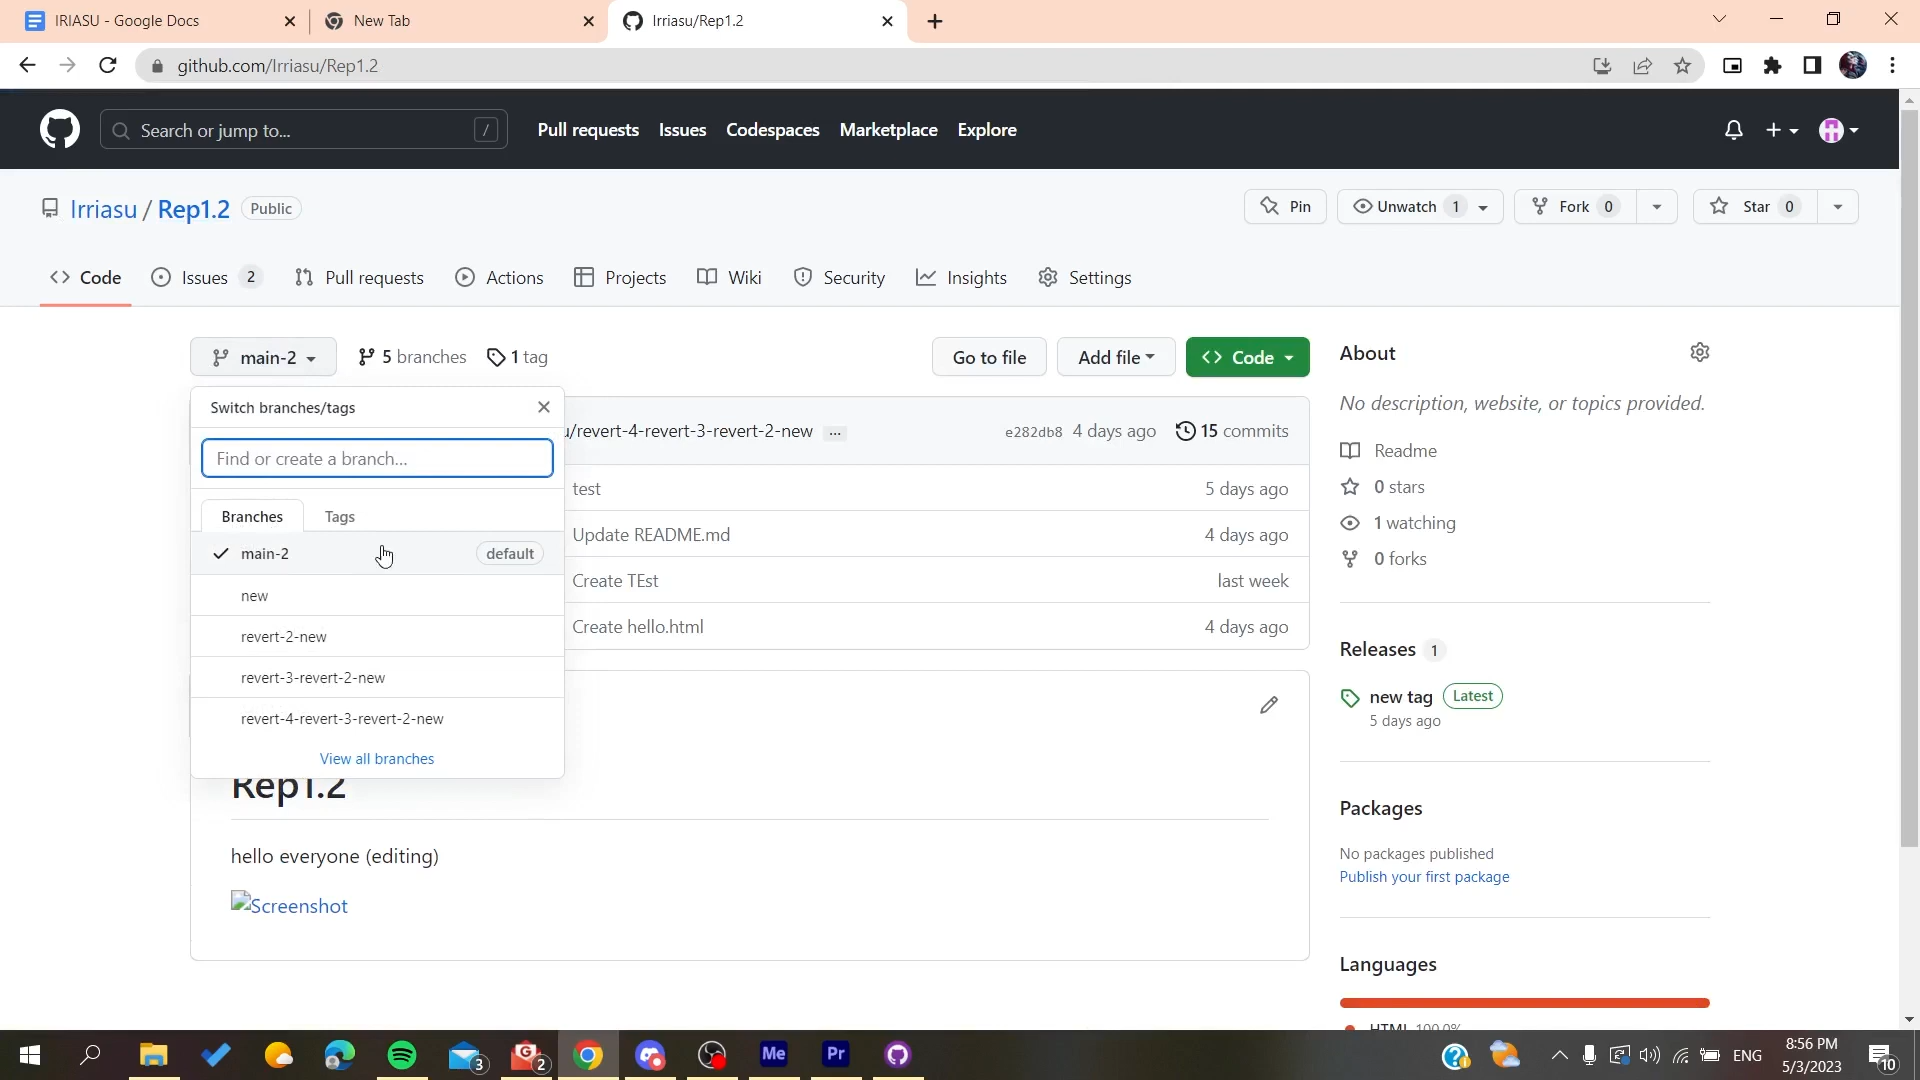 IRIASU - Google Docs
New Tab
Irriasu/Rep1.2
github.com/Irriasu/Rep1.2
Search or jump to...
/
Pull requests Issues Codespaces Marketplace Explore
Irriasu / Rep1.2 Public
Pin
Unwatch 1
Fork 0
Star 0
Code
Issues 2
Pull requests
Actions
Projects
Wiki
Security
Insights
Settings
main-2
5 branches
1 tag
Go to file
Add file
Code
Switch branches/tags
Find or create a branch...
Branches
Tags
main-2 default
new
revert-2-new
revert-3-revert-2-new
revert-4-revert-3-revert-2-new
View all branches
u/revert-4-revert-3-revert-2-new ... e282db8 4 days ago 15 commits
test 5 days ago
Update README.md 4 days ago
Create TEst last week
Create hello.html 4 days ago
Rep1.2
hello everyone (editing)
Screenshot
About
No description, website, or topics provided.
Readme
0 stars
1 watching
0 forks
Releases 1
new tag Latest
5 days ago
Packages
No packages published
Publish your first package
Languages
HTML 100.0%
3
G 2
Me
Pr
ENG
8:56 PM
5/3/2023
10